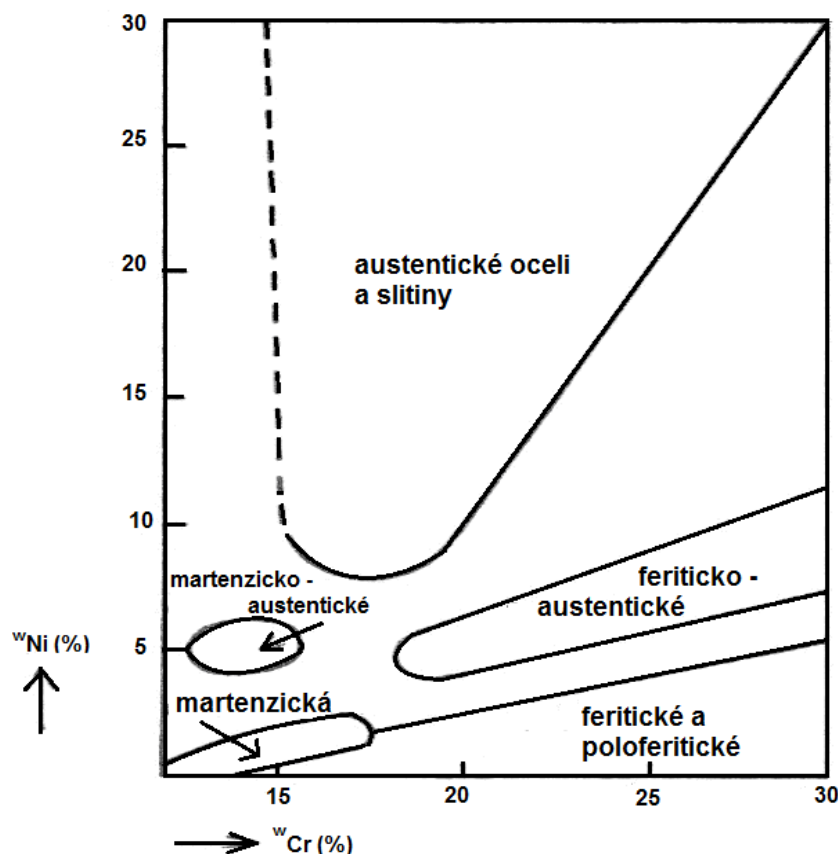 30
25
20
15
10
5
austentické oceli
a slitiny
martenzicko -
austentické
feriticko -
austentické
martenzická
feritické a
poloferitické
wNi (%)
15
20
25
30
wCr (%)